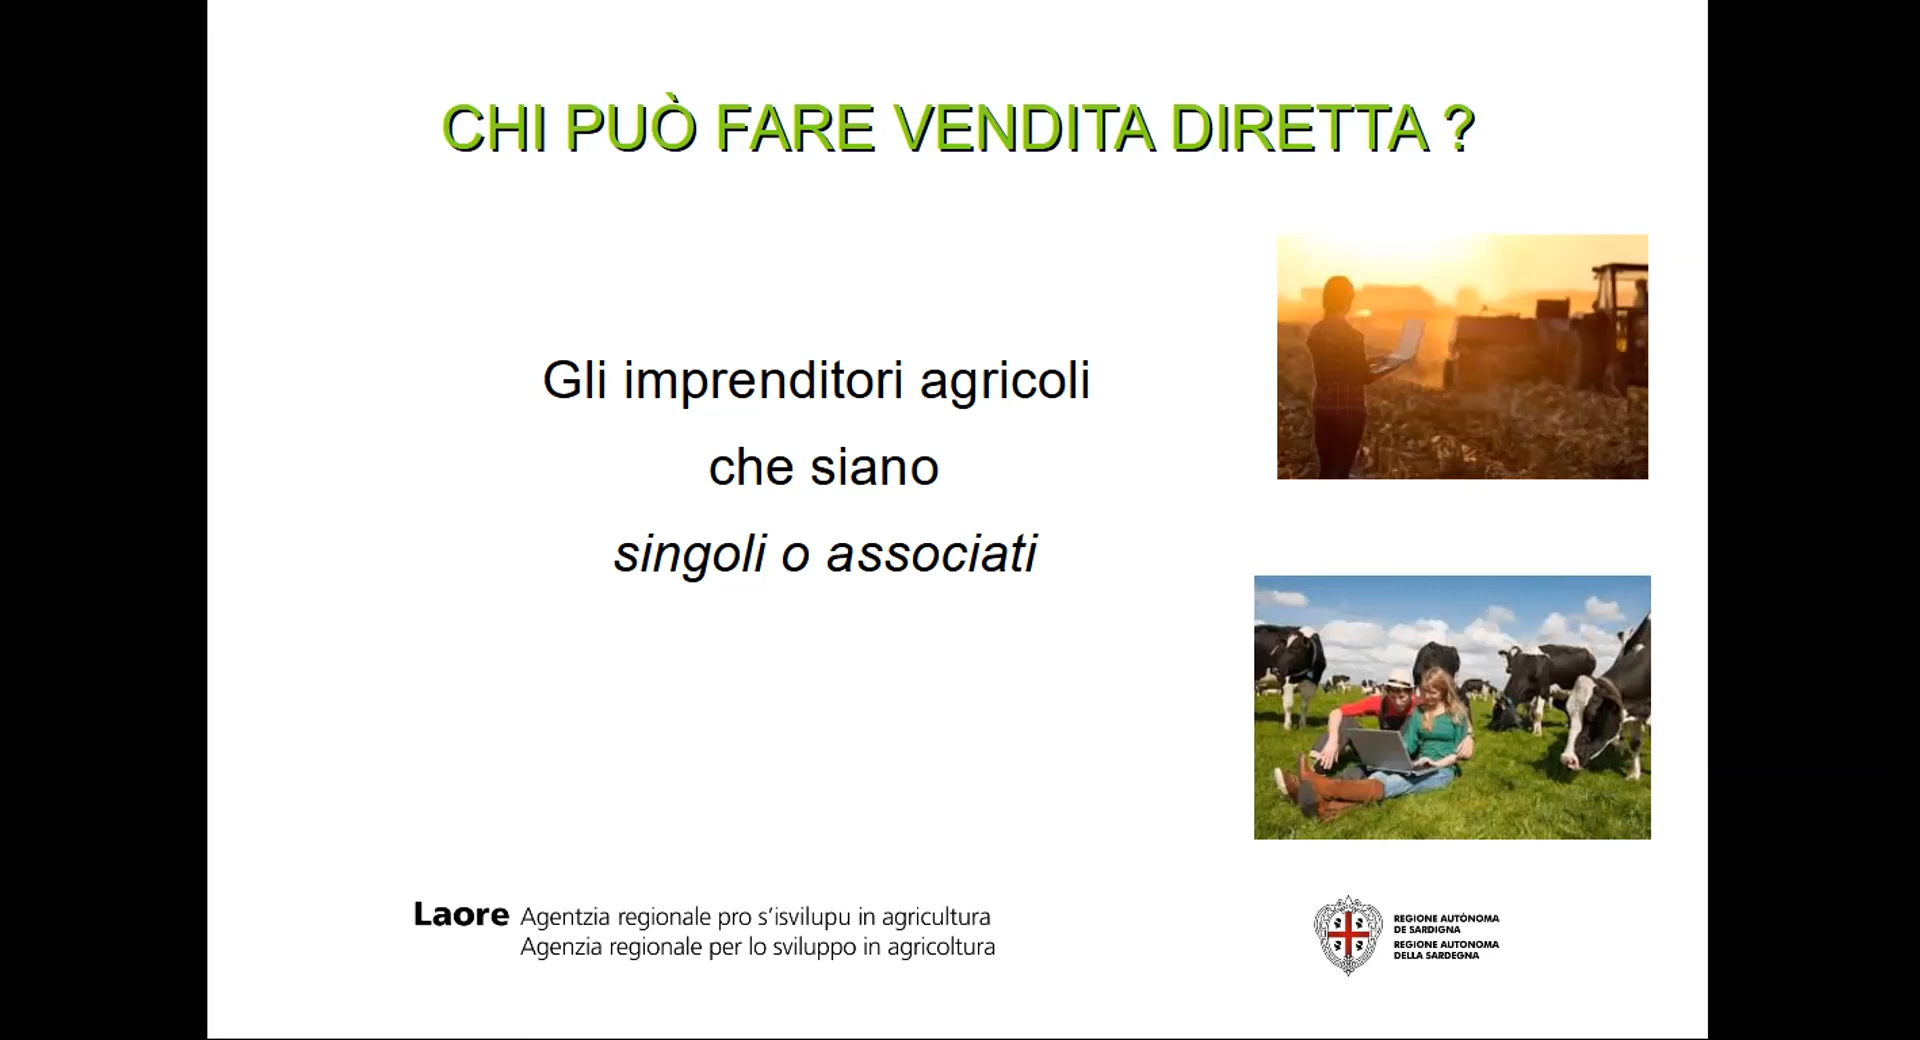 CHI PUÒ FARE VENDITA DIRETTA ?
Gli imprenditori agricoli
che siano
singoli o associati
Laore Agentzia regionale pro s'isvilupu in agricultura
Agenzia regionale per lo sviluppo in agricoltura
REGIONE AUTÒNOMA
DE SARDIGNA
REGIONE AUTONOMA
DELLA SARDEGNA